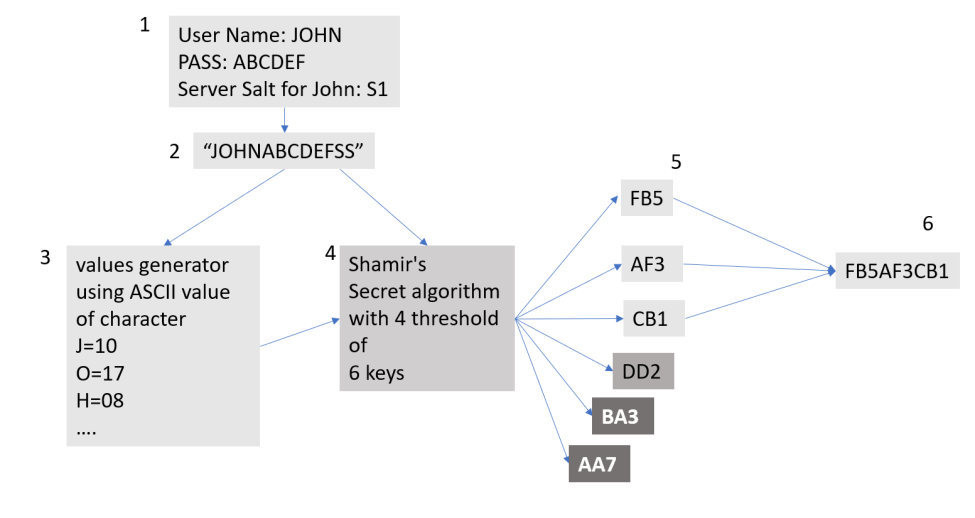 1
User Name: JOHN
PASS: ABCDEF
Server Salt for John: S1
2
“JOHNABCDEFSS”
3
values generator
using ASCII value
of character
J=10
O=17
H=08
....
4
Shamir's
Secret algorithm
with 4 threshold
of
6 keys
5
FB5
AF3
CB1
DD2
BA3
AA7
6
FB5AF3CB1